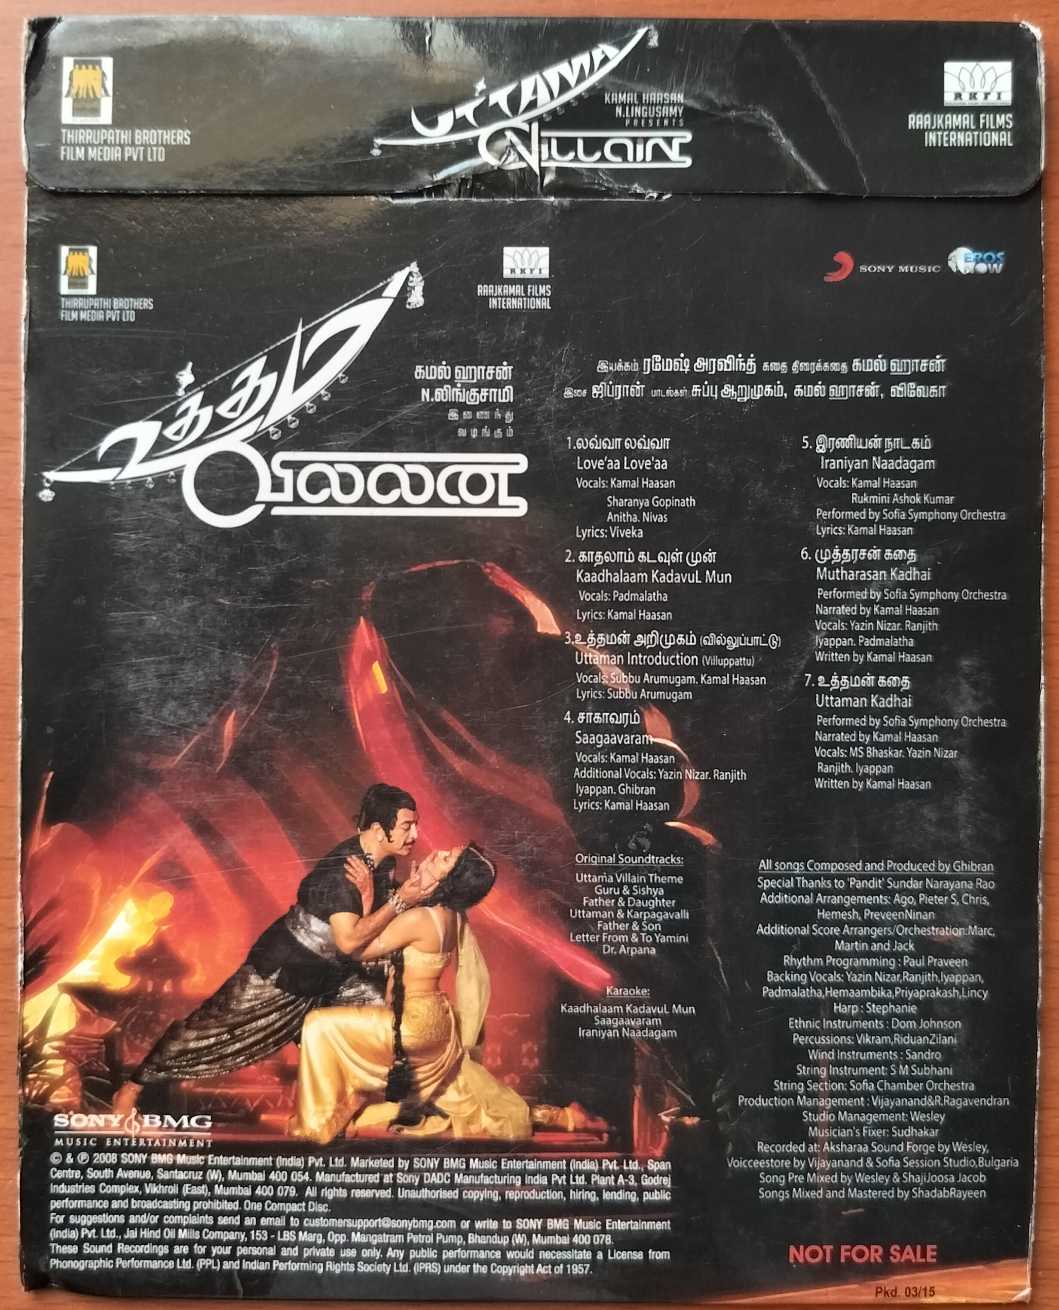 THIRRUPATHI BROTHERS
FILM MEDIA PVT LTD
UTTAMA
VILLAIN
KAMAL HAASAN
N.LINGUSAMY
PRESENTS
RKFI
RAAJKAMAL FILMS
INTERNATIONAL
THIRRUPATHI BROTHERS
FILM MEDIA PVT LTD
RKFI
RAAJKAMAL FILMS
INTERNATIONAL
SONY MUSIC
EROS
NOW
உத்தம
வில்லன்
கமல் ஹாசன்
N.லிங்குசாமி
இணைந்து
வழங்கும்
இயக்கம் ரமேஷ் அரவிந்த் கதை திரைக்கதை கமல் ஹாசன்
இசை ஜிப்ரான் பாடல்கள் சுப்பு ஆறுமுகம், கமல் ஹாசன், விவேகா
1.லவ்வா லவ்வா
Love'aa Love'aa
Vocals: Kamal Haasan
Sharanya Gopinath
Anitha. Nivas
Lyrics: Viveka
2. காதலாம் கடவுள் முன்
Kaadhalaam KadavuL Mun
Vocals: Padmalatha
Lyrics: Kamal Haasan
3.உத்தமன் அறிமுகம் (வில்லுப்பாட்டு)
Uttaman Introduction (Villuppattu)
Vocals: Subbu Arumugam. Kamal Haasan
Lyrics: Subbu Arumugam
4. சாகாவரம்
Saagaavaram
Vocals: Kamal Haasan
Additional Vocals: Yazin Nizar. Ranjith
Iyappan. Ghibran
Lyrics: Kamal Haasan
5. இரணியன் நாடகம்
Iraniyan Naadagam
Vocals: Kamal Haasan
Rukmini Ashok Kumar
Performed by Sofia Symphony Orchestra
Lyrics: Kamal Haasan
6. முத்தரசன் கதை
Mutharasan Kadhai
Performed by Sofia Symphony Orchestra
Narrated by Kamal Haasan
Vocals: Yazin Nizar. Ranjith
Iyappan. Padmalatha
Written by Kamal Haasan
7. உத்தமன் கதை
Uttaman Kadhai
Performed by Sofia Symphony Orchestra
Narrated by Kamal Haasan
Vocals: MS Bhaskar. Yazin Nizar
Ranjith. Iyappan
Written by Kamal Haasan
Original Soundtracks:
Uttama Villain Theme
Guru & Sishya
Father & Daughter
Uttaman & Karpagavalli
Father & Son
Letter From & To Yamini
Dr. Arpana
Karaoke:
Kaadhalaam KadavuL Mun
Saagaavaram
Iraniyan Naadagam
All songs Composed and Produced by Ghibran
Special Thanks to 'Pandit' Sundar Narayana Rao
Additional Arrangements: Ago, Pieter S, Chris,
Hemesh, PreveenNinan
Additional Score Arrangers/Orchestration:Marc,
Martin and Jack
Rhythm Programming : Paul Praveen
Backing Vocals: Yazin Nizar,Ranjith,Iyappan,
Padmalatha,Hemaambika,Priyaprakash,Lincy
Harp : Stephanie
Ethnic Instruments : Dom Johnson
Percussions: Vikram,RiduanZilani
Wind Instruments : Sandro
String Instrument: S M Subhani
String Section: Sofia Chamber Orchestra
Production Management : Vijayanand&R.Ragavendran
Studio Management: Wesley
Musician's Fixer: Sudhakar
Recorded at: Aksharaa Sound Forge by Wesley,
Voicceestore by Vijayanand & Sofia Session Studio,Bulgaria
Song Pre Mixed by Wesley & ShajiJoosa Jacob
Songs Mixed and Mastered by ShadabRayeen
SONY BMG
MUSIC ENTERTAINMENT
© & ℗ 2008 SONY BMG Music Entertainment (India) Pvt. Ltd. Marketed by SONY BMG Music Entertainment (India) Pvt. Ltd., Span
Centre, South Avenue, Santacruz (W), Mumbai 400 054. Manufactured at Sony DADC Manufacturing India Pvt Ltd. Plant A-3, Godrej
Industries Complex, Vikhroli (East), Mumbai 400 079. All rights reserved. Unauthorised copying, reproduction, hiring, lending, public
performance and broadcasting prohibited. One Compact Disc.
For suggestions and/or complaints send an email to customersupport@sonybmg.com or write to SONY BMG Music Entertainment
(India) Pvt. Ltd., Jai Hind Oil Mills Company, 153 - LBS Marg, Opp. Mangatram Petrol Pump, Bhandup (W), Mumbai 400 078.
These Sound Recordings are for your personal and private use only. Any public performance would necessitate a License from
Phonographic Performance Ltd. (PPL) and Indian Performing Rights Society Ltd. (IPRS) under the Copyright Act of 1957.
NOT FOR SALE
Pkd. 03/15